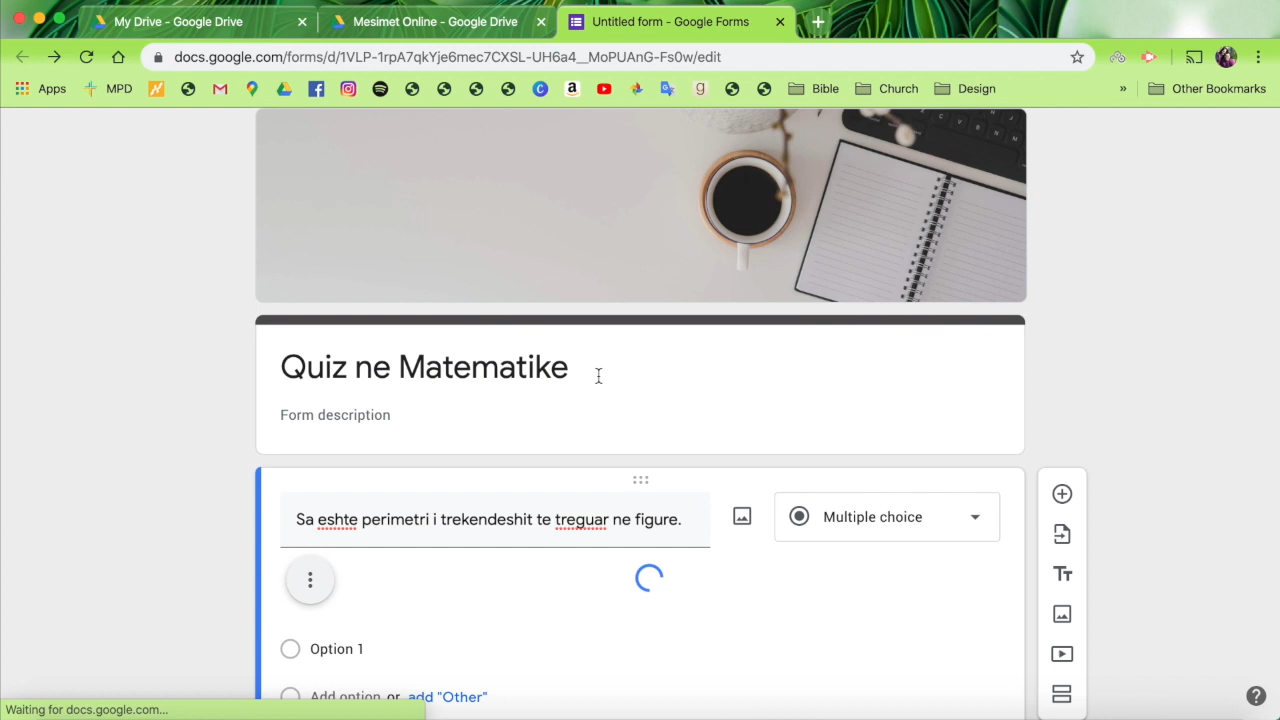 My Drive - Google Drive
Mesimet Online - Google Drive
Untitled form - Google Forms
docs.google.com/forms/d/1VLP-1rpA7qkYje6mec7CXSL-UH6a4__MoPUAnG-Fs0w/edit
Apps MPD Bible Church Design » Other Bookmarks
Quiz ne Matematike
Form description
Sa eshte perimetri i trekendeshit te treguar ne figure.
Multiple choice
Option 1
Add option or add "Other"
Waiting for docs.google.com...